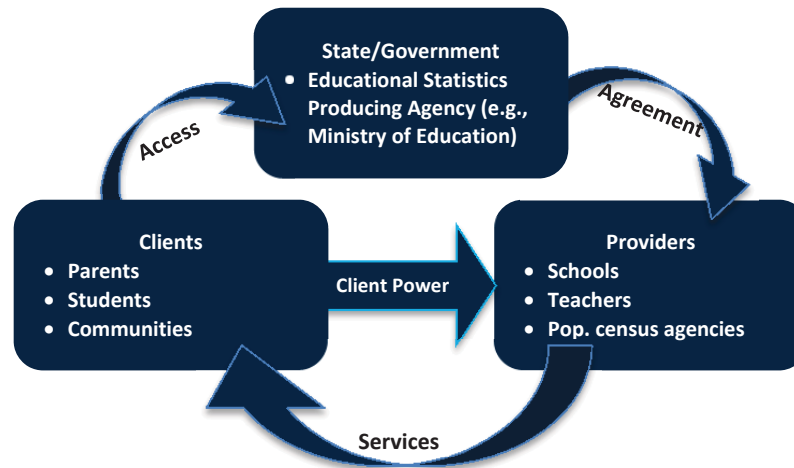 State/Government
• Educational Statistics
Producing Agency (e.g.,
Ministry of Education)
Access
Agreement
Clients
• Parents
• Students
• Communities
Client Power
Providers
• Schools
• Teachers
• Pop. census agencies
Services